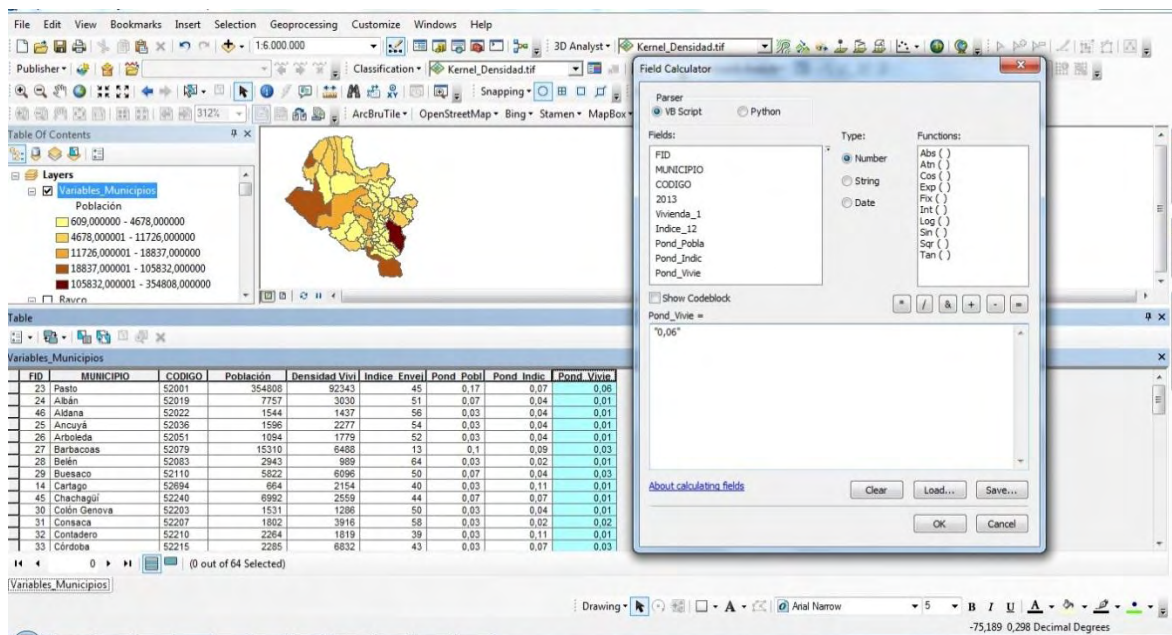 File Edit View Bookmarks Insert Selection Geoprocessing Customize Windows Help
1:6.000.000
3D Analyst
Kernel_Densidad.tif
Publisher
Classification
Kernel_Densidad.tif
Snapping
312%
ArcBruTile
OpenStreetMap
Bing
Stamen
MapBox
Table Of Contents
Layers
Variables_Municipios
Población
609,000000 - 4678,000000
4678,000001 - 11726,000000
11726,000001 - 18837,000000
18837,000001 - 105832,000000
105832,000001 - 354808,000000
Rayco
Field Calculator
Parser
VB Script Python
Fields: Type: Functions:
FID
MUNICIPIO
CODIGO
2013
Vivienda_1
Indice_12
Pond_Pobla
Pond_Indic
Pond_Vivie
Number
String
Date
Abs ( )
Atn ( )
Cos ( )
Exp ( )
Fix ( )
Int ( )
Log ( )
Sin ( )
Sqr ( )
Tan ( )
Show Codeblock
* / & + - =
Pond_Vivie =
"0,06"
About calculating fields
Clear Load... Save...
OK Cancel
Table
Variables_Municipios
FID MUNICIPIO CODIGO Población Densidad Vivi Indice_Envej Pond_Pobl Pond_Indic Pond_Vivie
23 Pasto 52001 354808 92343 45 0,17 0,07 0,06
24 Albán 52019 7757 3030 51 0,07 0,04 0,01
46 Aldana 52022 1544 1437 56 0,03 0,04 0,01
25 Ancuyá 52036 1596 2277 54 0,03 0,04 0,01
26 Arboleda 52051 1094 1779 52 0,03 0,04 0,01
27 Barbacoas 52079 15310 6488 13 0,1 0,09 0,03
28 Belén 52083 2943 989 64 0,03 0,02 0,01
29 Buesaco 52110 5822 6096 50 0,07 0,04 0,03
14 Cartago 52694 664 2154 40 0,03 0,11 0,01
45 Chachagüí 52240 6992 2559 44 0,07 0,07 0,01
30 Colón Genova 52203 1531 1286 50 0,03 0,04 0,01
31 Consaca 52207 1802 3916 58 0,03 0,02 0,02
32 Contadero 52210 2264 1819 39 0,03 0,11 0,01
33 Córdoba 52215 2285 6832 43 0,03 0,07 0,03
0 (0 out of 64 Selected)
Variables_Municipios
Drawing A Arial Narrow 5 B I U A
-75,189 0,298 Decimal Degrees